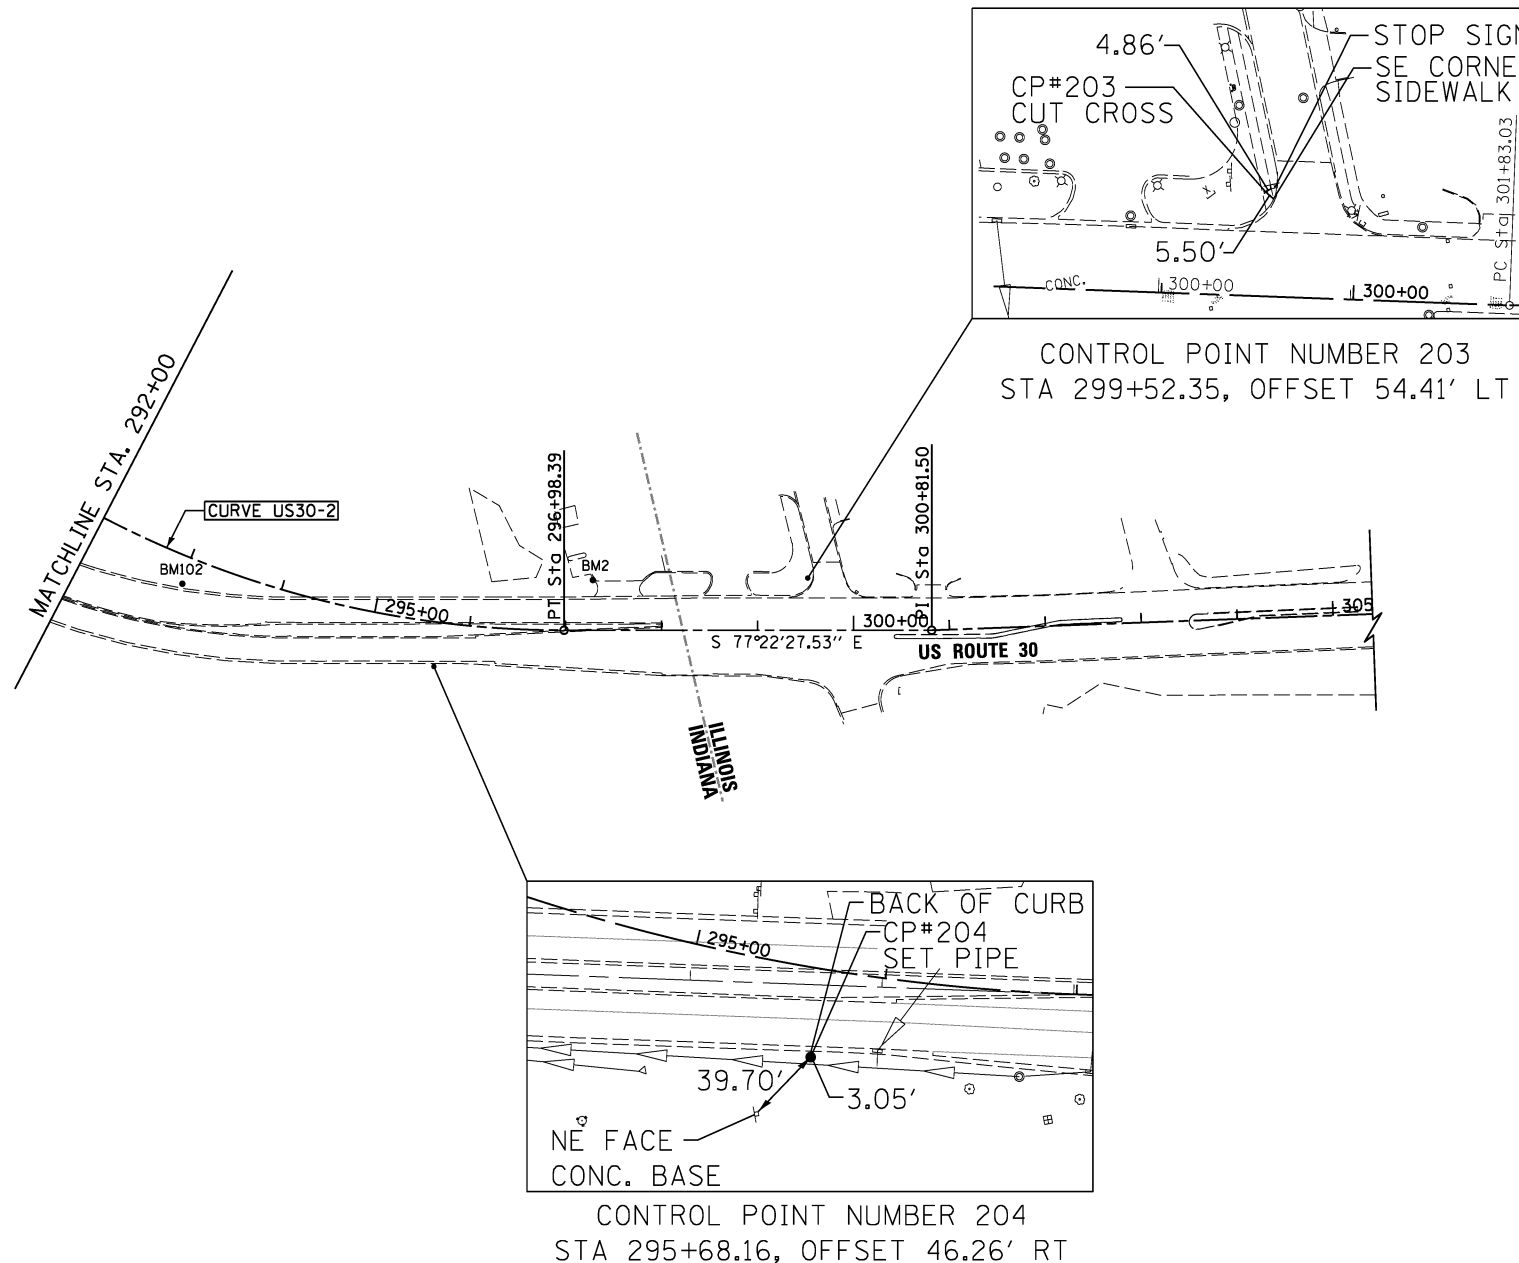 4.86'
STOP SIGN
SE CORNE
SIDEWALK
CP#203
CUT CROSS
PC Sta 301+83.03
5.50'
CONC.
300+00
300+00
CONTROL POINT NUMBER 203
STA 299+52.35, OFFSET 54.41' LT
MATCHLINE STA. 292+00
CURVE US30-2
BM102
295+00
PT Sta 296+98.39
BM2
300+00
PI Sta 300+81.50
305
S 77°22'27.53" E
US ROUTE 30
ILLINOIS
INDIANA
BACK OF CURB
CP#204
SET PIPE
295+00
39.70'
3.05'
NE FACE
CONC. BASE
CONTROL POINT NUMBER 204
STA 295+68.16, OFFSET 46.26' RT